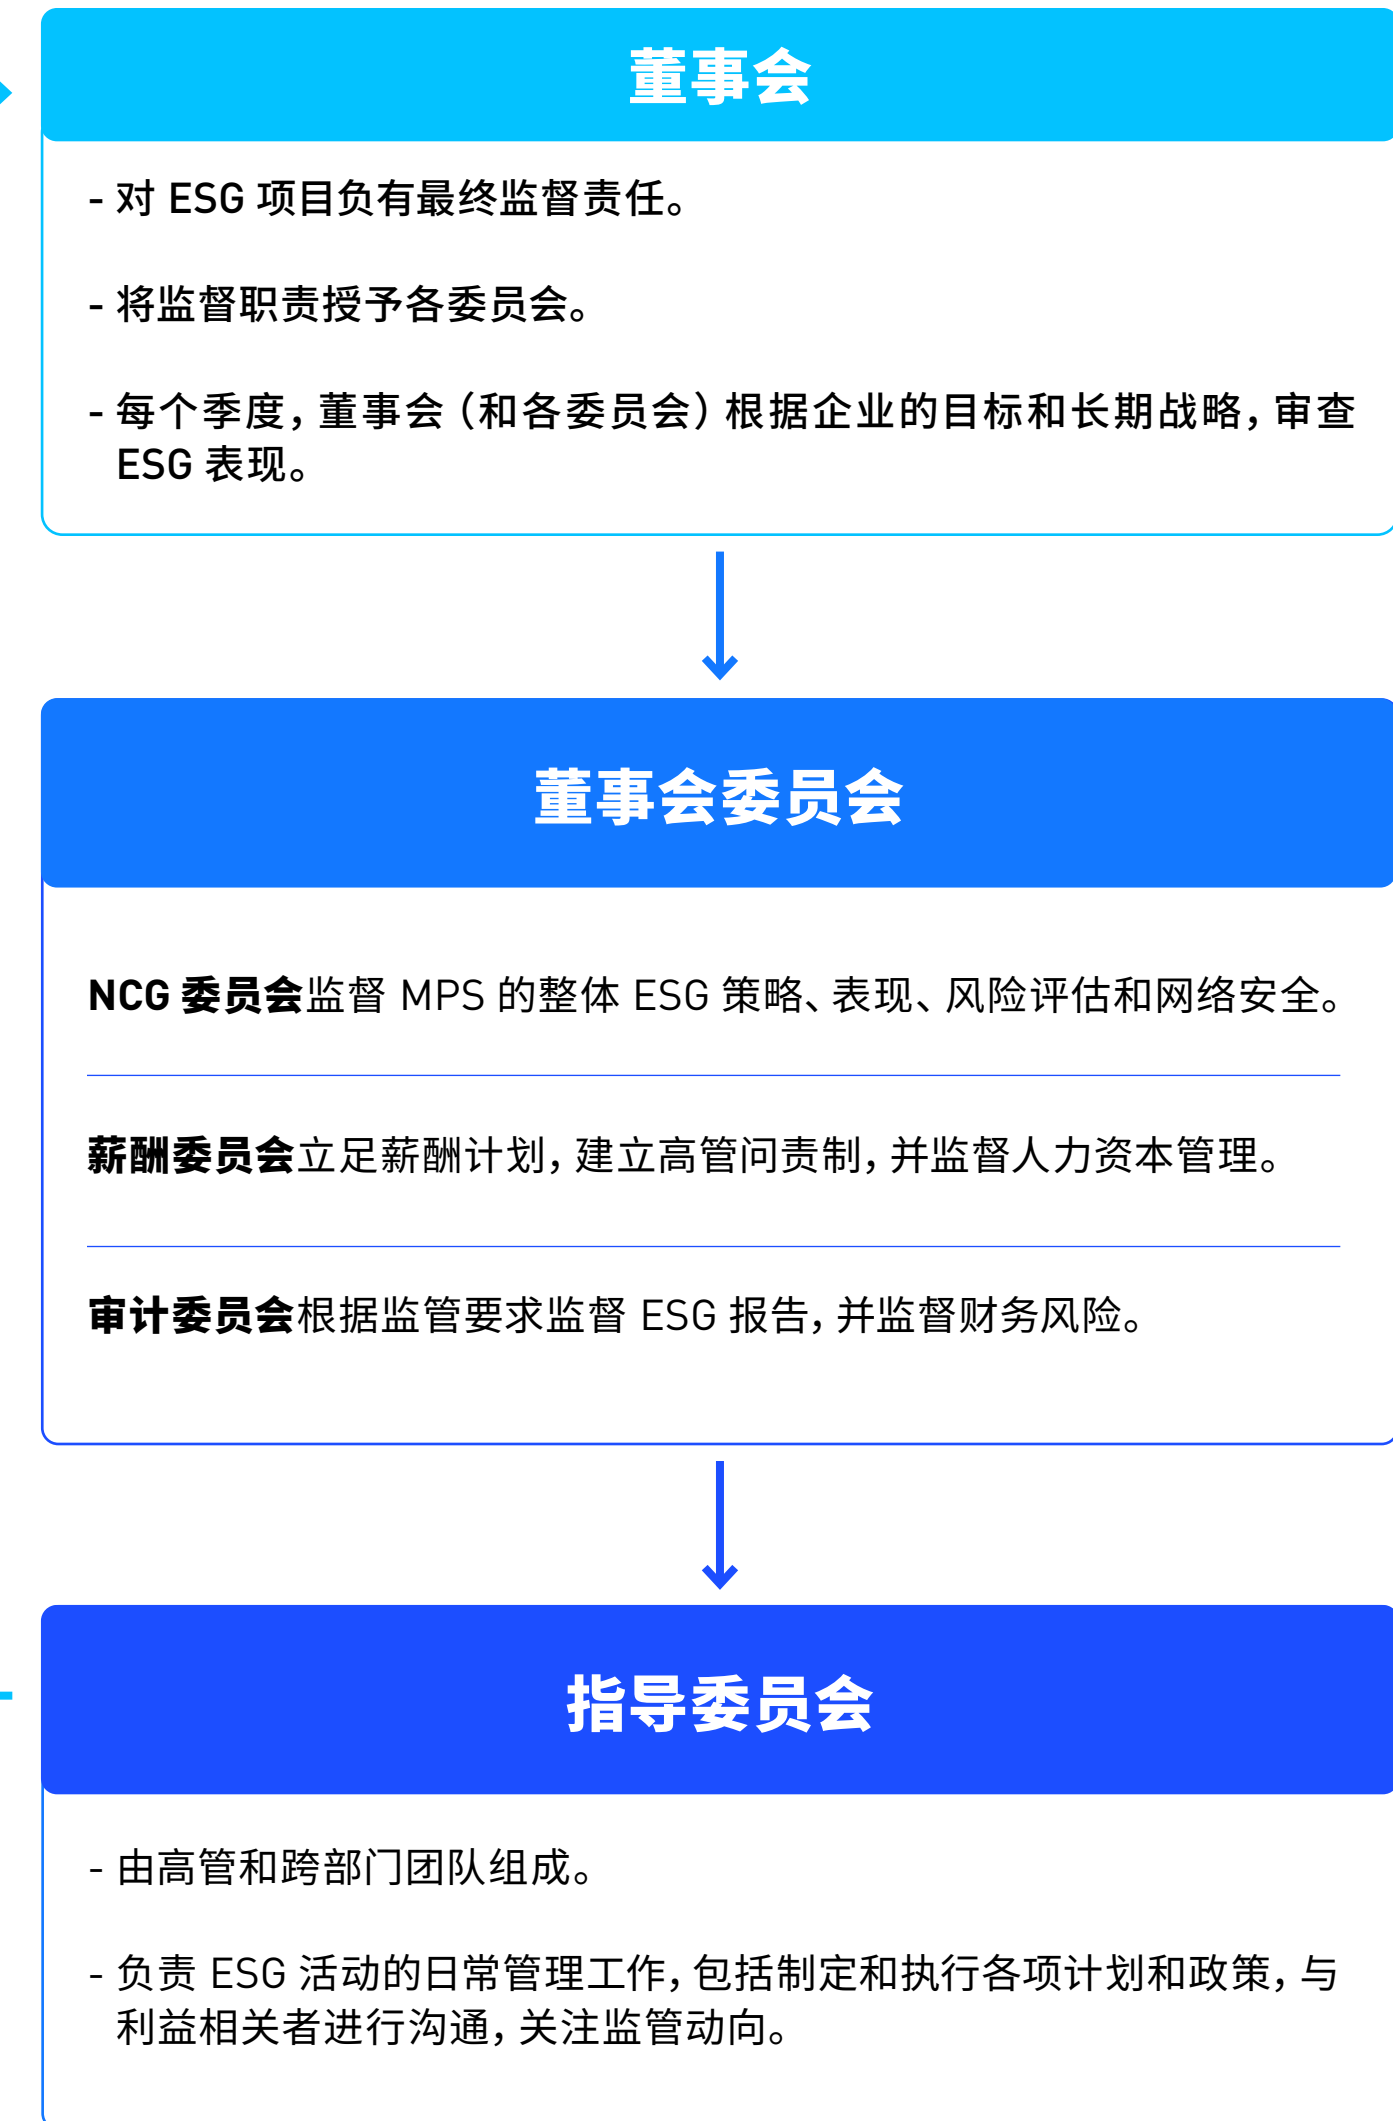 董事会
- 对 ESG 项目负有最终监督责任。
- 将监督职责授予各委员会。
- 每个季度，董事会（和各委员会）根据企业的目标和长期战略，审查
ESG 表现。
董事会委员会
NCG 委员会监督 MPS 的整体 ESG 策略、表现、风险评估和网络安全。
薪酬委员会立足薪酬计划，建立高管问责制，并监督人力资本管理。
审计委员会根据监管要求监督 ESG 报告，并监督财务风险。
指导委员会
- 由高管和跨部门团队组成。
- 负责 ESG 活动的日常管理工作，包括制定和执行各项计划和政策，与
利益相关者进行沟通，关注监管动向。